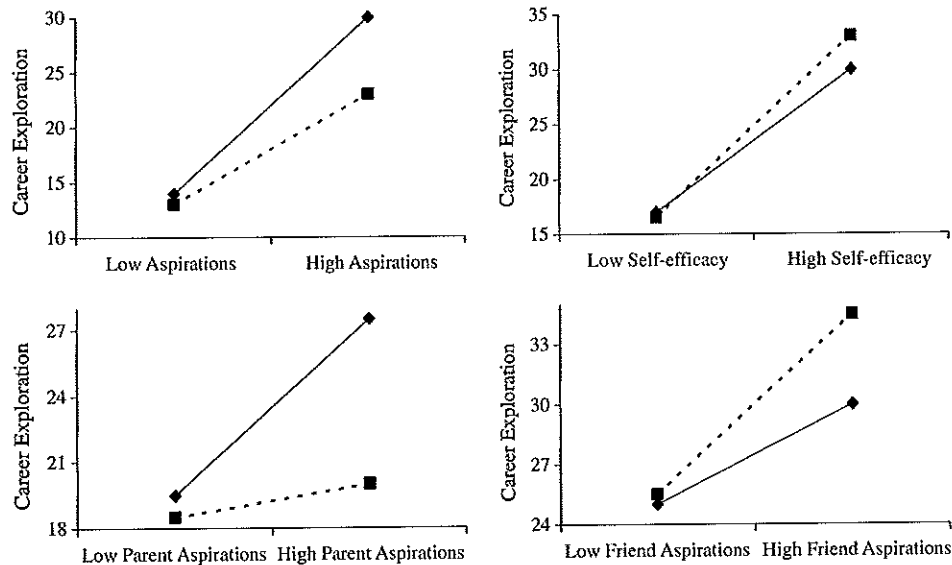 30
25
20
15
10
Career Exploration
Low Aspirations High Aspirations
35
30
25
20
15
Career Exploration
Low Self-efficacy High Self-efficacy
27
24
21
18
Career Exploration
Low Parent Aspirations High Parent Aspirations
33
30
27
24
Career Exploration
Low Friend Aspirations High Friend Aspirations